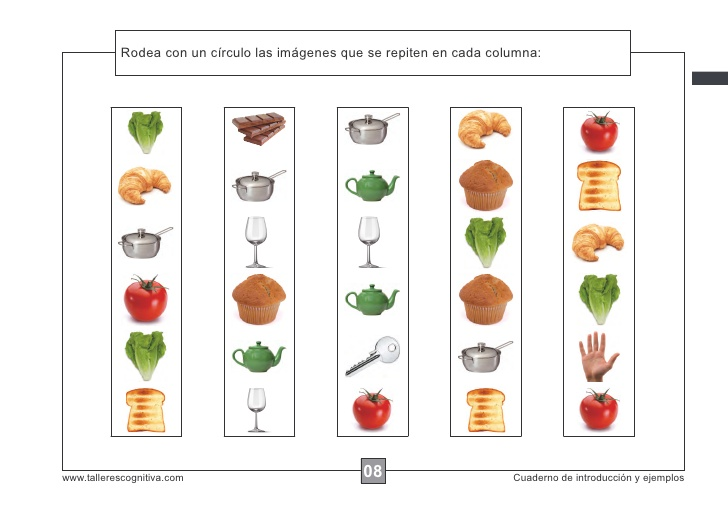 Rodea con un círculo las imágenes que se repiten en cada columna:
www.tallerescognitiva.com
08
Cuaderno de introducción y ejemplos